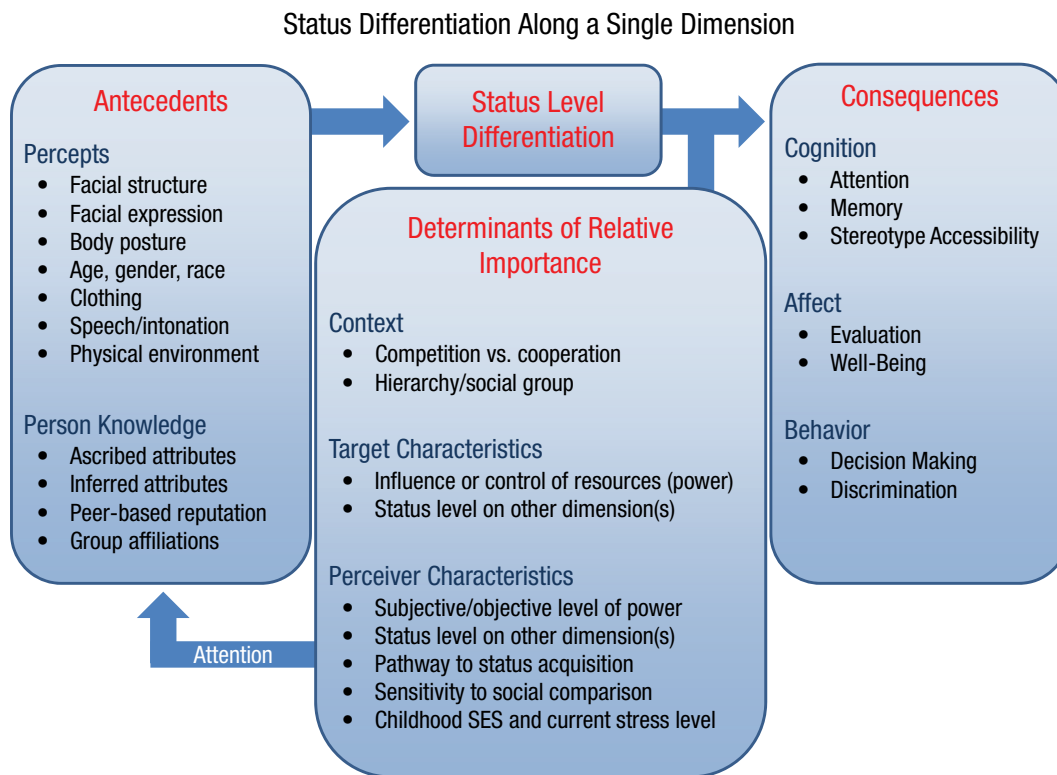 Status Differentiation Along a Single Dimension
Antecedents
Percepts
• Facial structure
• Facial expression
• Body posture
• Age, gender, race
• Clothing
• Speech/intonation
• Physical environment
Person Knowledge
• Ascribed attributes
• Inferred attributes
• Peer-based reputation
• Group affiliations
Status Level
Differentiation
Determinants of Relative
Importance
Context
• Competition vs. cooperation
• Hierarchy/social group
Target Characteristics
• Influence or control of resources (power)
• Status level on other dimension(s)
Perceiver Characteristics
• Subjective/objective level of power
• Status level on other dimension(s)
• Pathway to status acquisition
• Sensitivity to social comparison
• Childhood SES and current stress level
Attention
Consequences
Cognition
• Attention
• Memory
• Stereotype Accessibility
Affect
• Evaluation
• Well-Being
Behavior
• Decision Making
• Discrimination